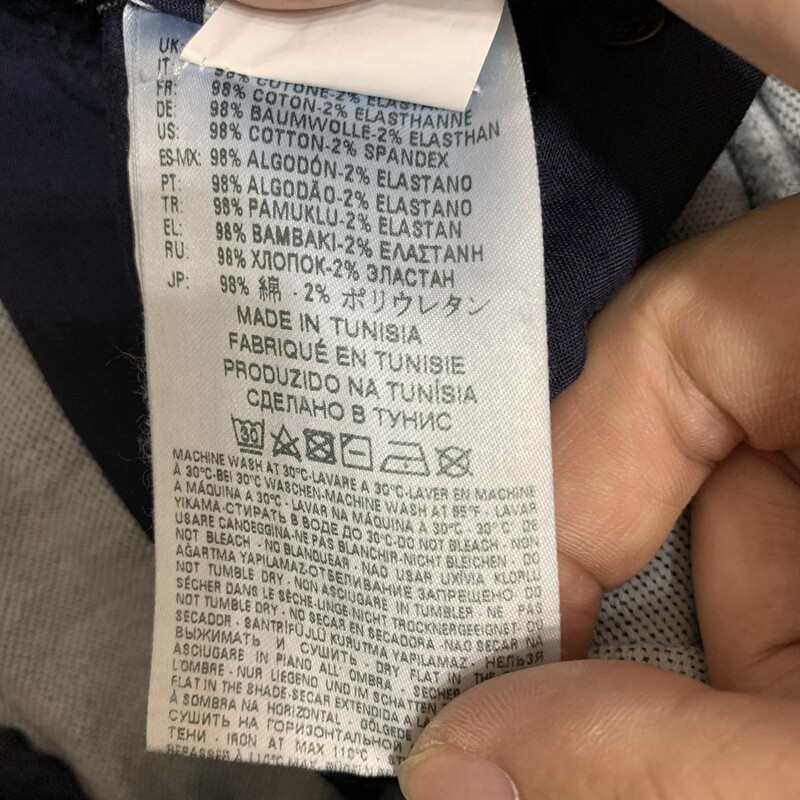 UK:
IT: 98% COTONE-2% ELASTAN
FR: 98% COTON-2% ELASTHANNE
DE: 98% BAUMWOLLE-2% ELASTHAN
US: 98% COTTON-2% SPANDEX
ES-MX: 98% ALGODÓN-2% ELASTANO
PT: 98% ALGODÃO-2% ELASTANO
TR: 98% PAMUKLU-2% ELASTAN
EL: 98% ΒΑΜΒΑΚΙ-2% ΕΛΑΣΤΑΝΗ
RU: 98% ХЛОПОК-2% ЭЛАСТАН
JP: 98% 綿 . 2% ポリウレタン
MADE IN TUNISIA
FABRIQUÉ EN TUNISIE
PRODUZIDO NA TUNÍSIA
СДЕЛАНО В ТУНИС
30
MACHINE WASH AT 30°C-LAVARE A 30°C-LAVER EN MACHINE
À 30°C-BEI 30°C WASCHEN-MACHINE WASH AT 85°F - LAVAR
A MÁQUINA A 30°C - LAVAR NA MÁQUINA A 30°C - 30°C DE
YIKAMA-СТИРАТЬ В ВОДЕ ДО 30°C-DO NOT BLEACH - NON
USARE CANDEGGINA-NE PAS BLANCHIR-NICHT BLEICHEN DO
NOT BLEACH - NO BLANQUEAR - NAO USAR LIXÍVIA KLORLU
AĞARTMA YAPILAMAZ-ОТБЕЛИВАНИЕ ЗАПРЕЩЕНО DO
NOT TUMBLE DRY - NON ASCIUGARE IN TUMBLER - NE PAS
SÉCHER DANS LE SÈCHE-LINGE NICHT TROCKNERGEEIGNET- DO
NOT TUMBLE DRY - NO SECAR EN SECADORA -NÃO SECAR NA
SECADOR - SANTRİFÜJLÜ KURUTMA YAPILAMAZ - НЕЛЬЗЯ
ВЫЖИМАТЬ И СУШИТЬ - DRY FLAT IN THE
ASCIUGARE IN PIANO ALL'OMBRA - SÉCHER
L'OMBRE - NUR LIEGEND UND IM SCHATTEN
FLAT IN THE SHADE-SECAR EXTENDIDA A
À SOMBRA NA HORIZONTAL GÖLGEDE
СУШИТЬ НА ГОРИЗОНТАЛЬНОЙ
ТЕНИ - IRON AT MAX 110°C
REPASSER À 110°C MAX